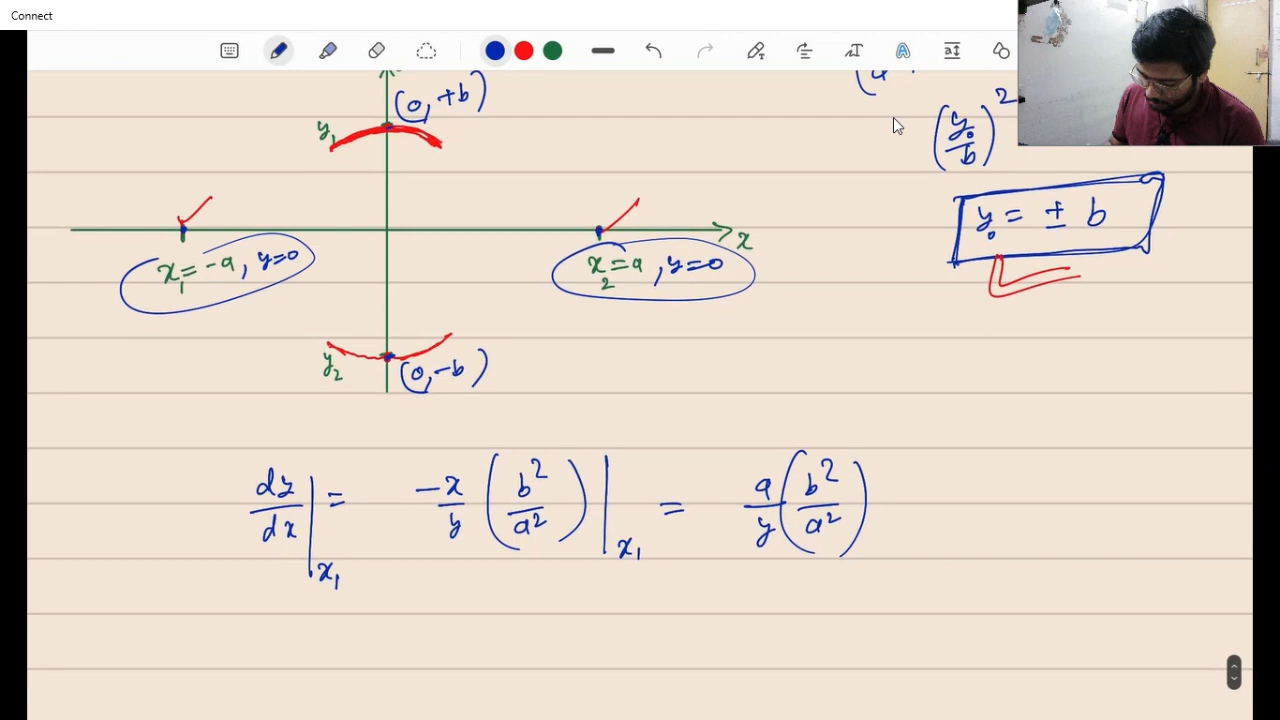 Connect
(0, +b)
y₁
(y₀/b)²
y₀ = ± b
x
x₁ = -a, y=0
x₂ = a, y=0
y₂
(0, -b)
dy/dx |x₁ = -x/y (b²/a²) |x₁ = a/y (b²/a²)